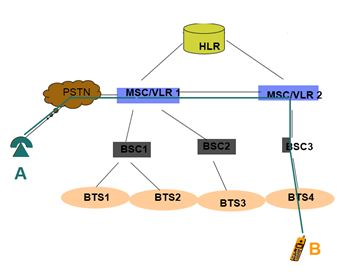 HLR
PSTN
MSC/VLR 1
MSC/VLR 2
BSC1
BSC2
BSC3
A
BTS1
BTS2
BTS3
BTS4
B